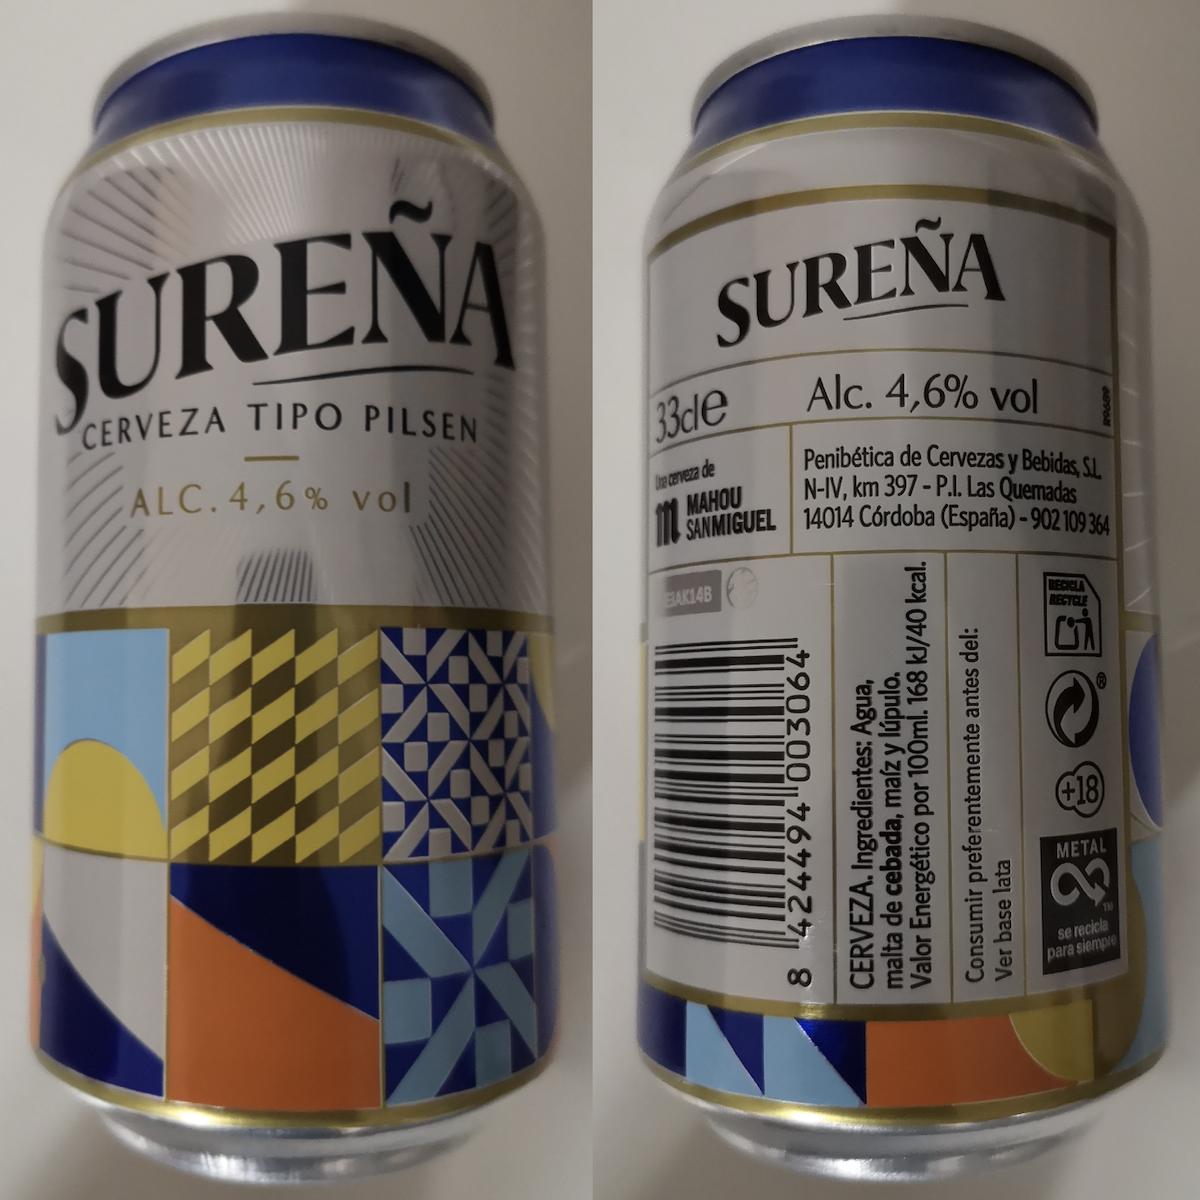 SUREÑA
CERVEZA TIPO PILSEN
ALC. 4,6% vol
SUREÑA
33cl e
Alc. 4,6% vol
Una cerveza de
MAHOU
SANMIGUEL
Penibética de Cervezas y Bebidas, S.L.
N-IV, km 397 - P.I. Las Quemadas
14014 Córdoba (España) - 902 109 364
8 424494 003064
CERVEZA. Ingredientes: Agua,
malta de cebada, maíz y lúpulo.
Valor Energético por 100ml. 168 kJ/40 kcal.
Consumir preferentemente antes del:
Ver base lata
RECICLA
RECYCLE
®
+18
METAL
TM
se recicla
para siempre